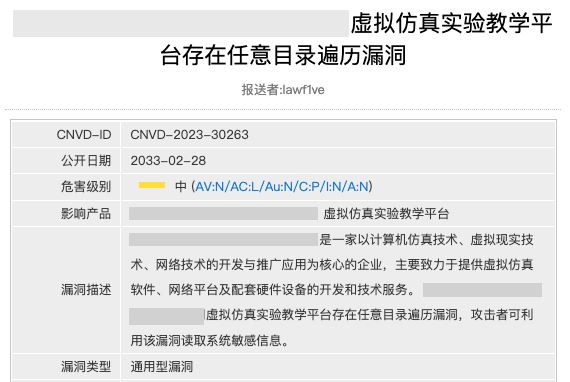 虚拟仿真实验教学平
台存在任意目录遍历漏洞
报送者:lawf1ve
CNVD-ID CNVD-2023-30263
公开日期 2033-02-28
危害级别 中 (AV:N/AC:L/Au:N/C:P/I:N/A:N)
影响产品 虚拟仿真实验教学平台
是一家以计算机仿真技术、虚拟现实技
术、网络技术的开发与推广应用为核心的企业，主要致力于提供虚拟仿真
漏洞描述 软件、网络平台及配套硬件设备的开发和技术服务。
虚拟仿真实验教学平台存在任意目录遍历漏洞，攻击者可利
用该漏洞读取系统敏感信息。
漏洞类型 通用型漏洞